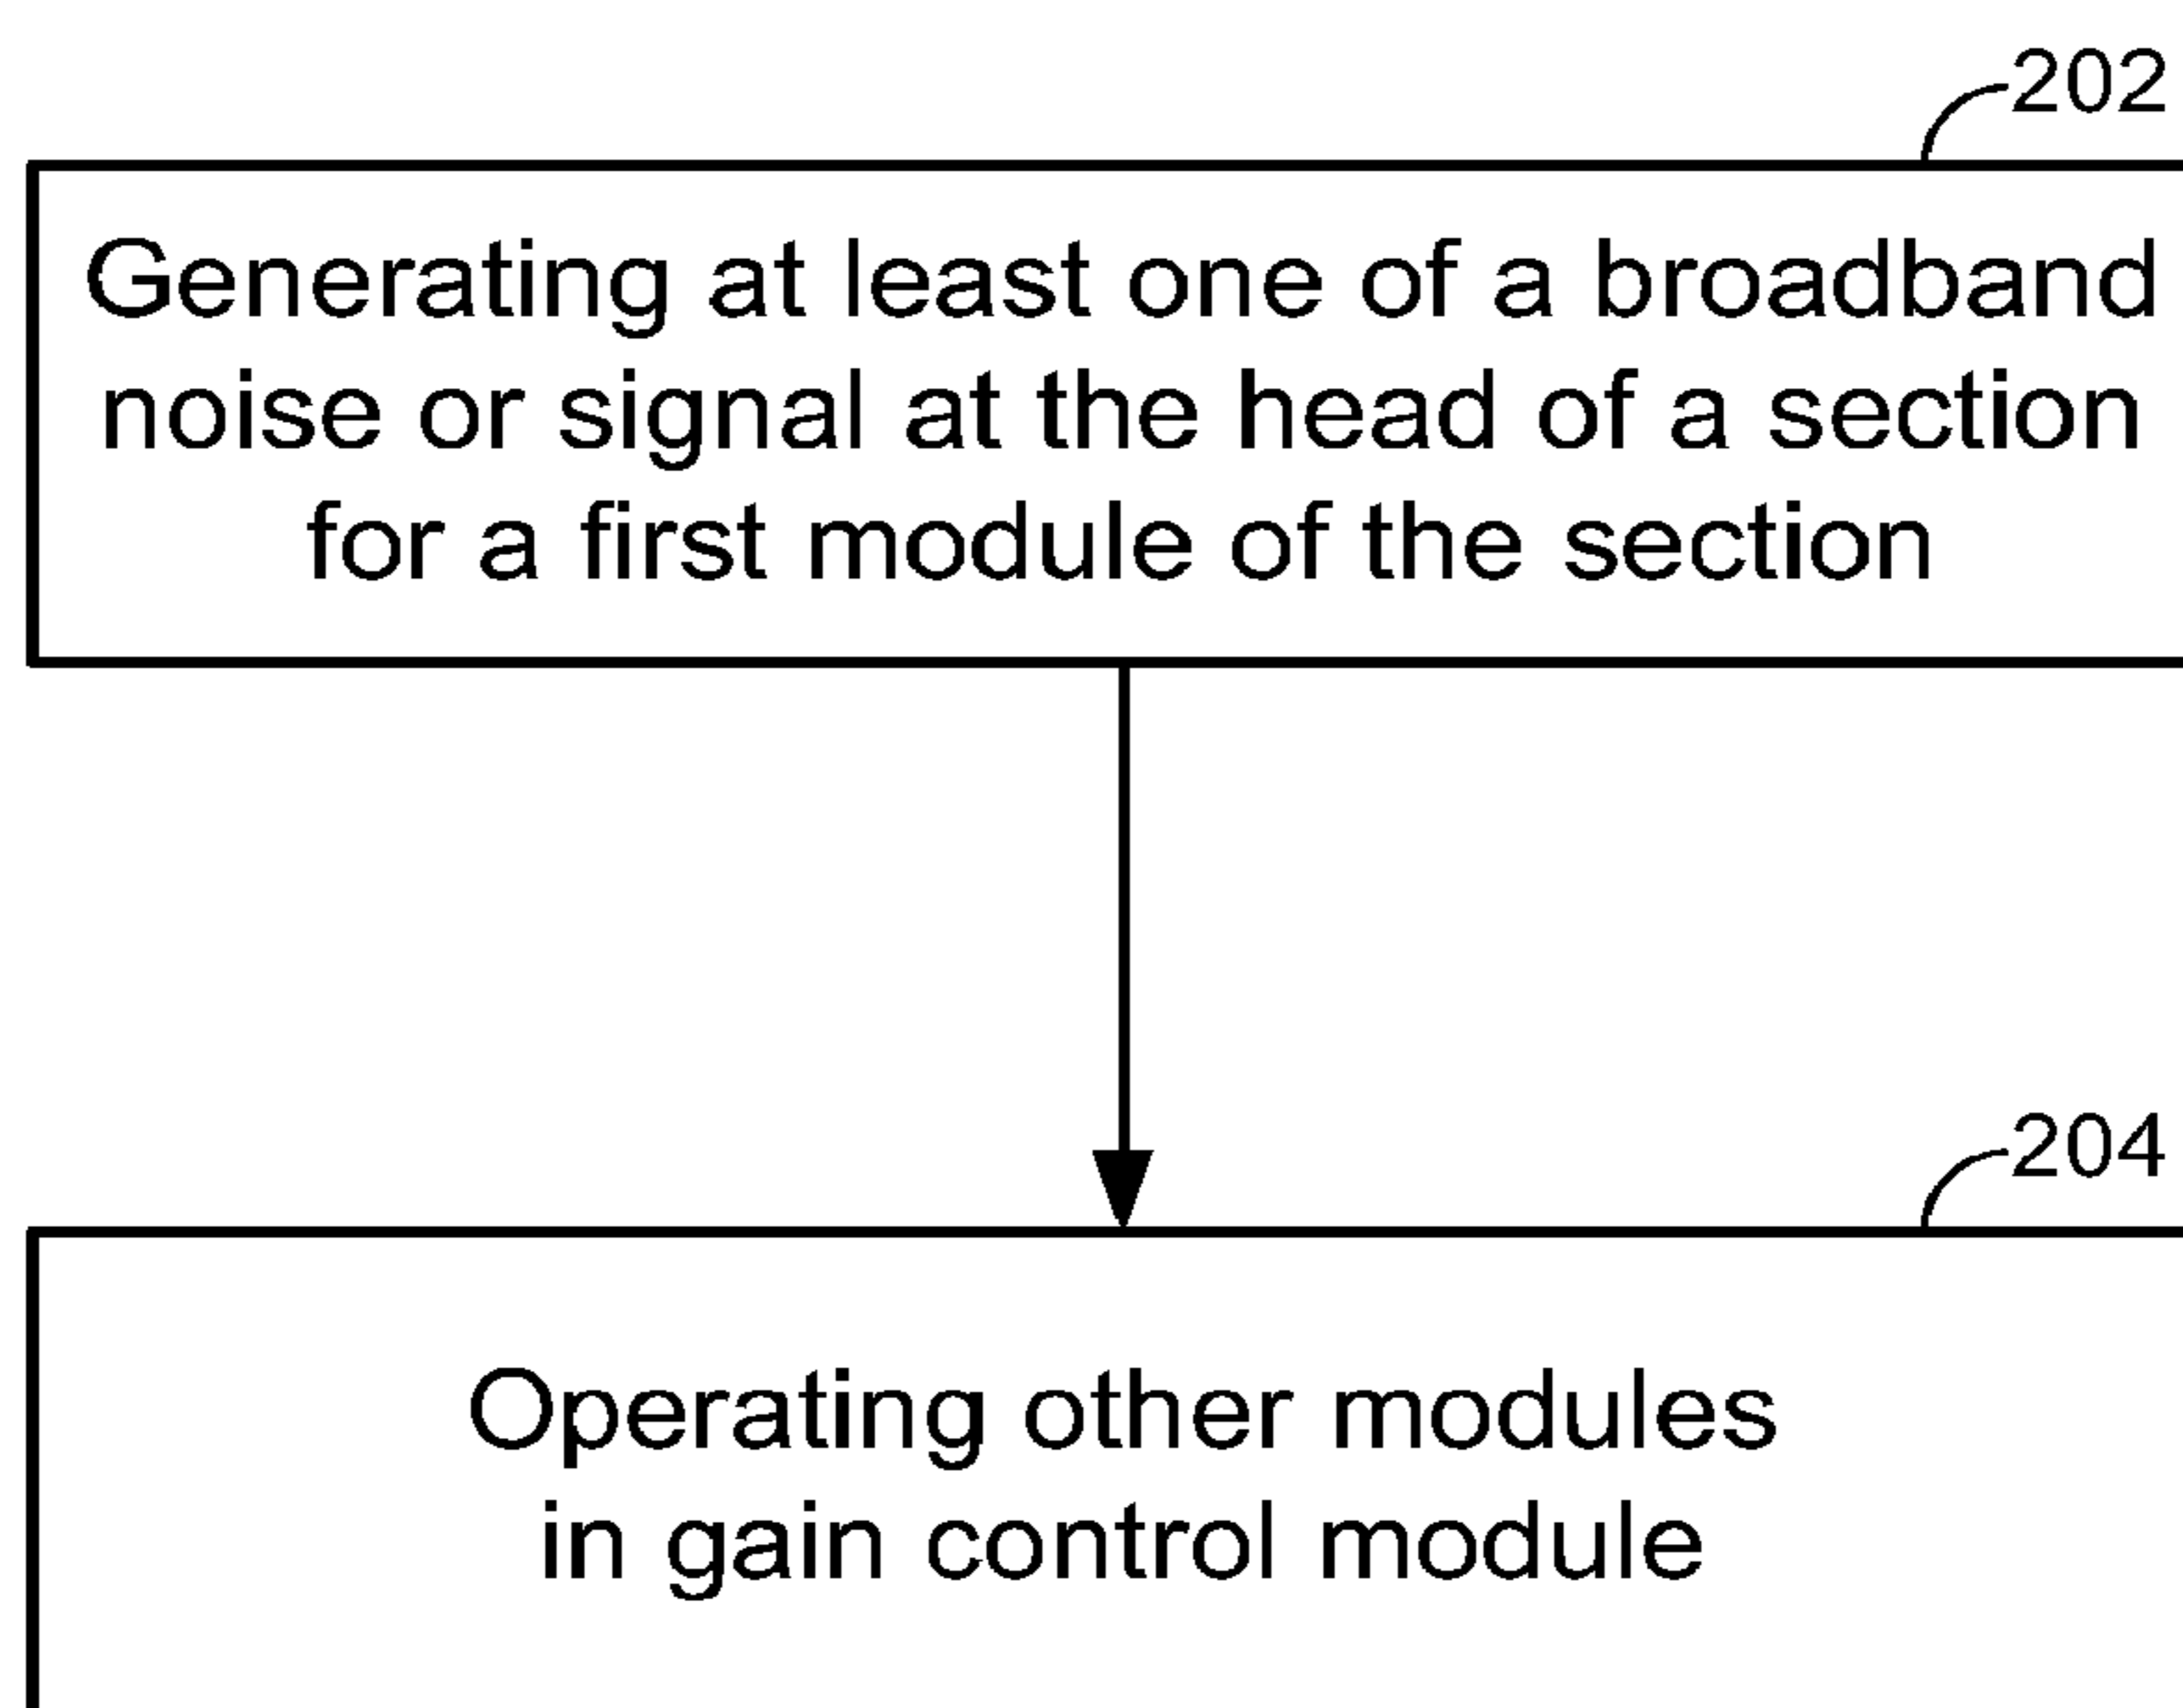 202
Generating at least one of a broadband
noise or signal at the head of a section
for a first module of the section
204
Operating other modules
in gain control module